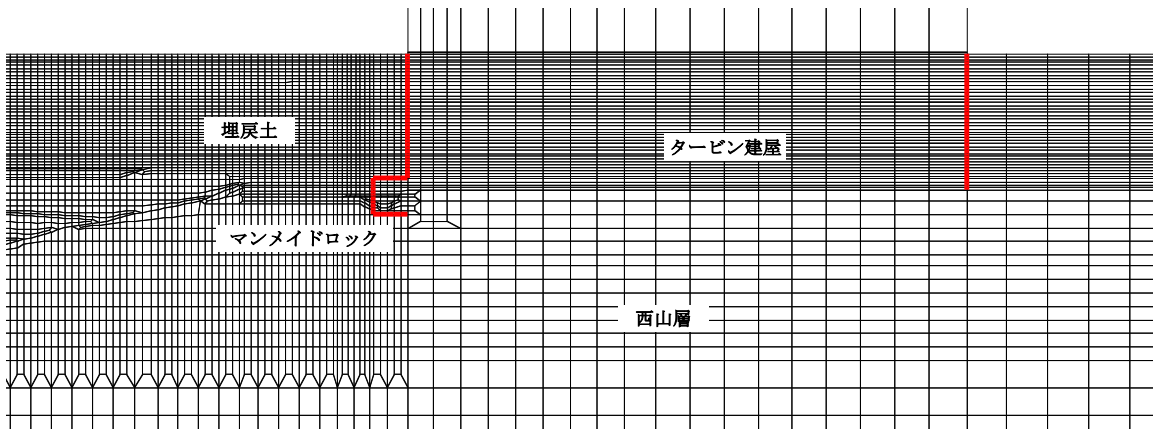 埋戻土
タービン建屋
マンメイドロック
西山層